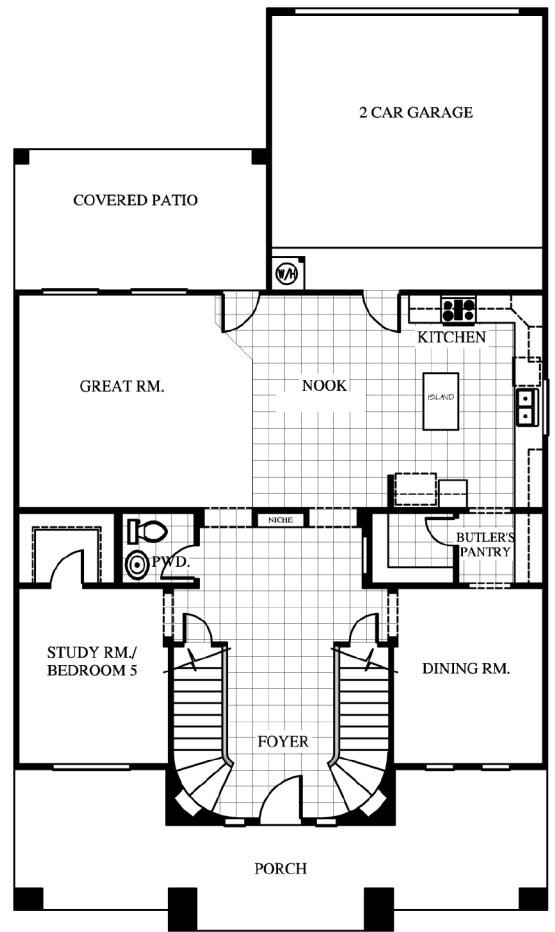 2 CAR GARAGE
COVERED PATIO
W/H
KITCHEN
GREAT RM.
NOOK
ISLAND
NICHE
PWD.
BUTLER'S
PANTRY
STUDY RM./
BEDROOM 5
DINING RM.
FOYER
PORCH